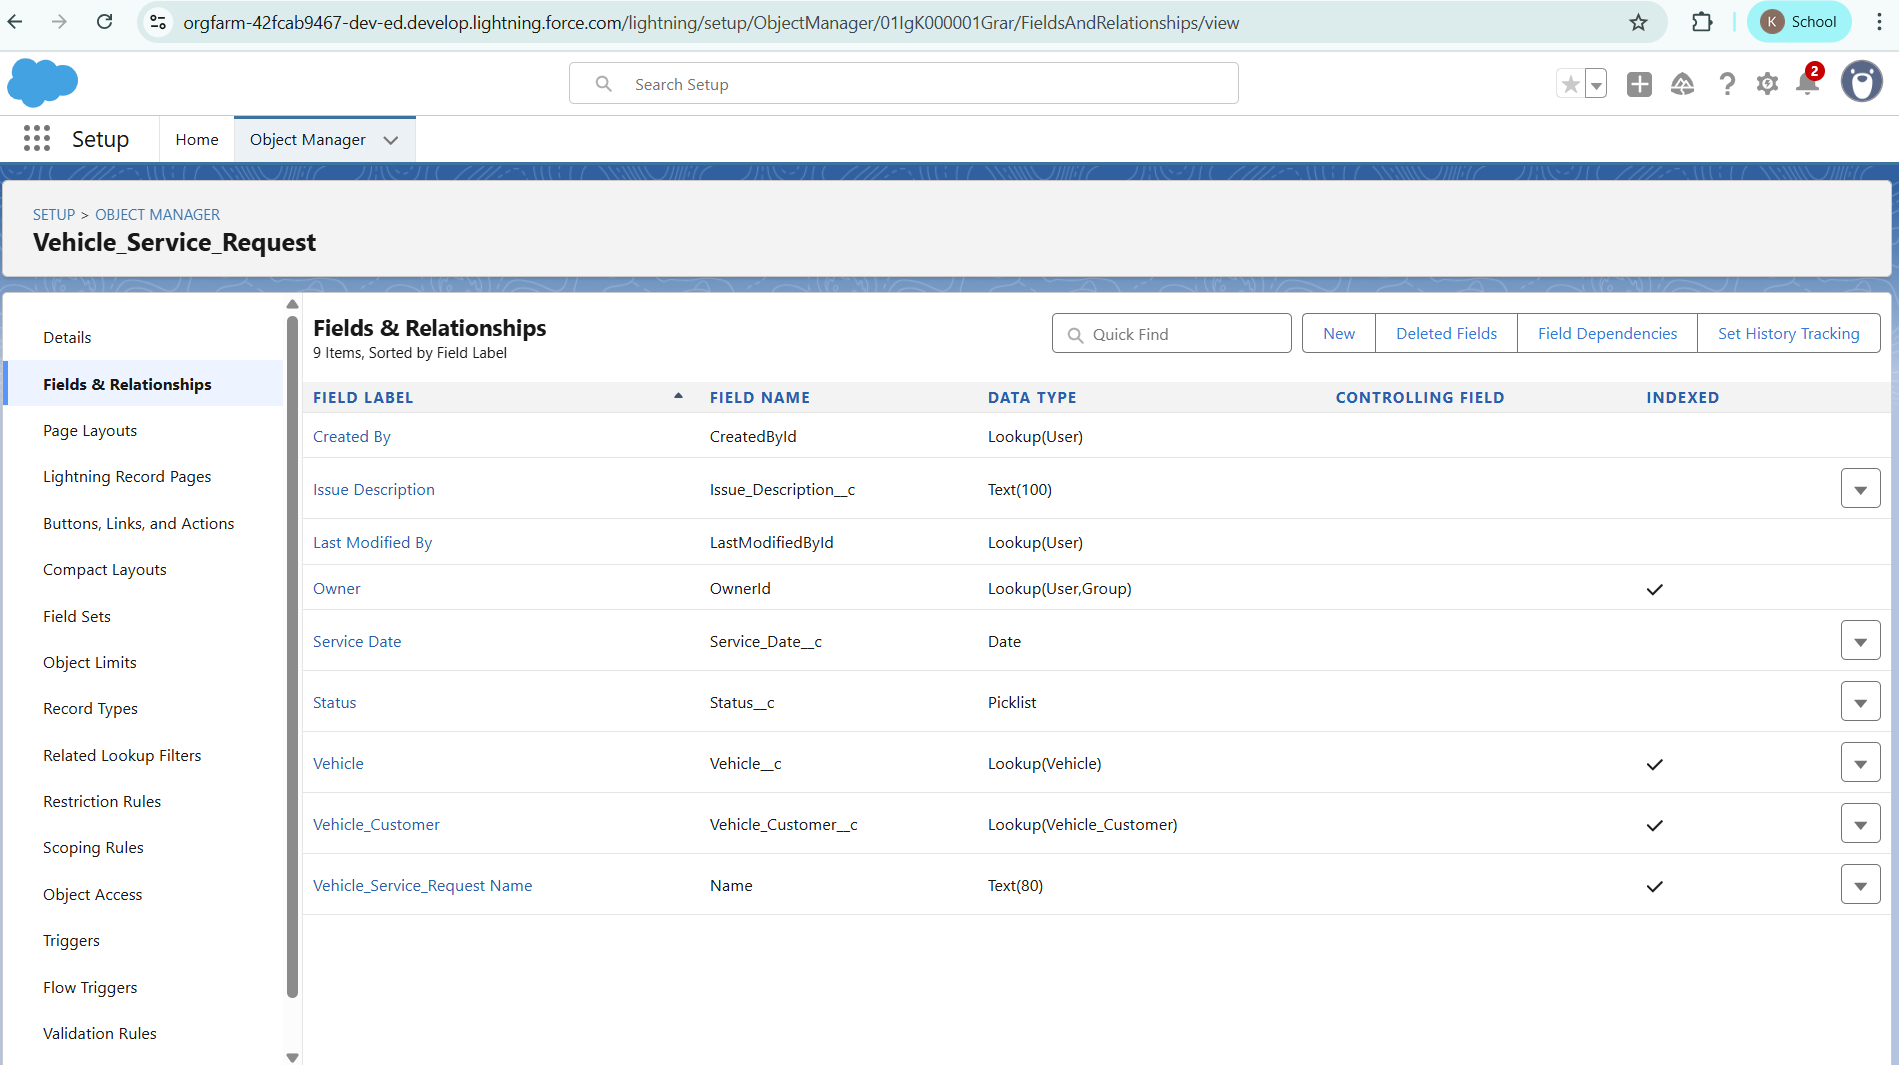 orgfarm-42fcab9467-dev-ed.develop.lightning.force.com/lightning/setup/ObjectManager/01IgK000001Grar/FieldsAndRelationships/view
K School
Search Setup
2
Setup Home Object Manager
SETUP > OBJECT MANAGER
Vehicle_Service_Request
Details
Fields & Relationships
Page Layouts
Lightning Record Pages
Buttons, Links, and Actions
Compact Layouts
Field Sets
Object Limits
Record Types
Related Lookup Filters
Restriction Rules
Scoping Rules
Object Access
Triggers
Flow Triggers
Validation Rules
Fields & Relationships
9 Items, Sorted by Field Label
Quick Find New Deleted Fields Field Dependencies Set History Tracking
FIELD LABEL FIELD NAME DATA TYPE CONTROLLING FIELD INDEXED
Created By CreatedById Lookup(User)
Issue Description Issue_Description__c Text(100)
Last Modified By LastModifiedById Lookup(User)
Owner OwnerId Lookup(User,Group)
Service Date Service_Date__c Date
Status Status__c Picklist
Vehicle Vehicle__c Lookup(Vehicle)
Vehicle_Customer Vehicle_Customer__c Lookup(Vehicle_Customer)
Vehicle_Service_Request Name Name Text(80)